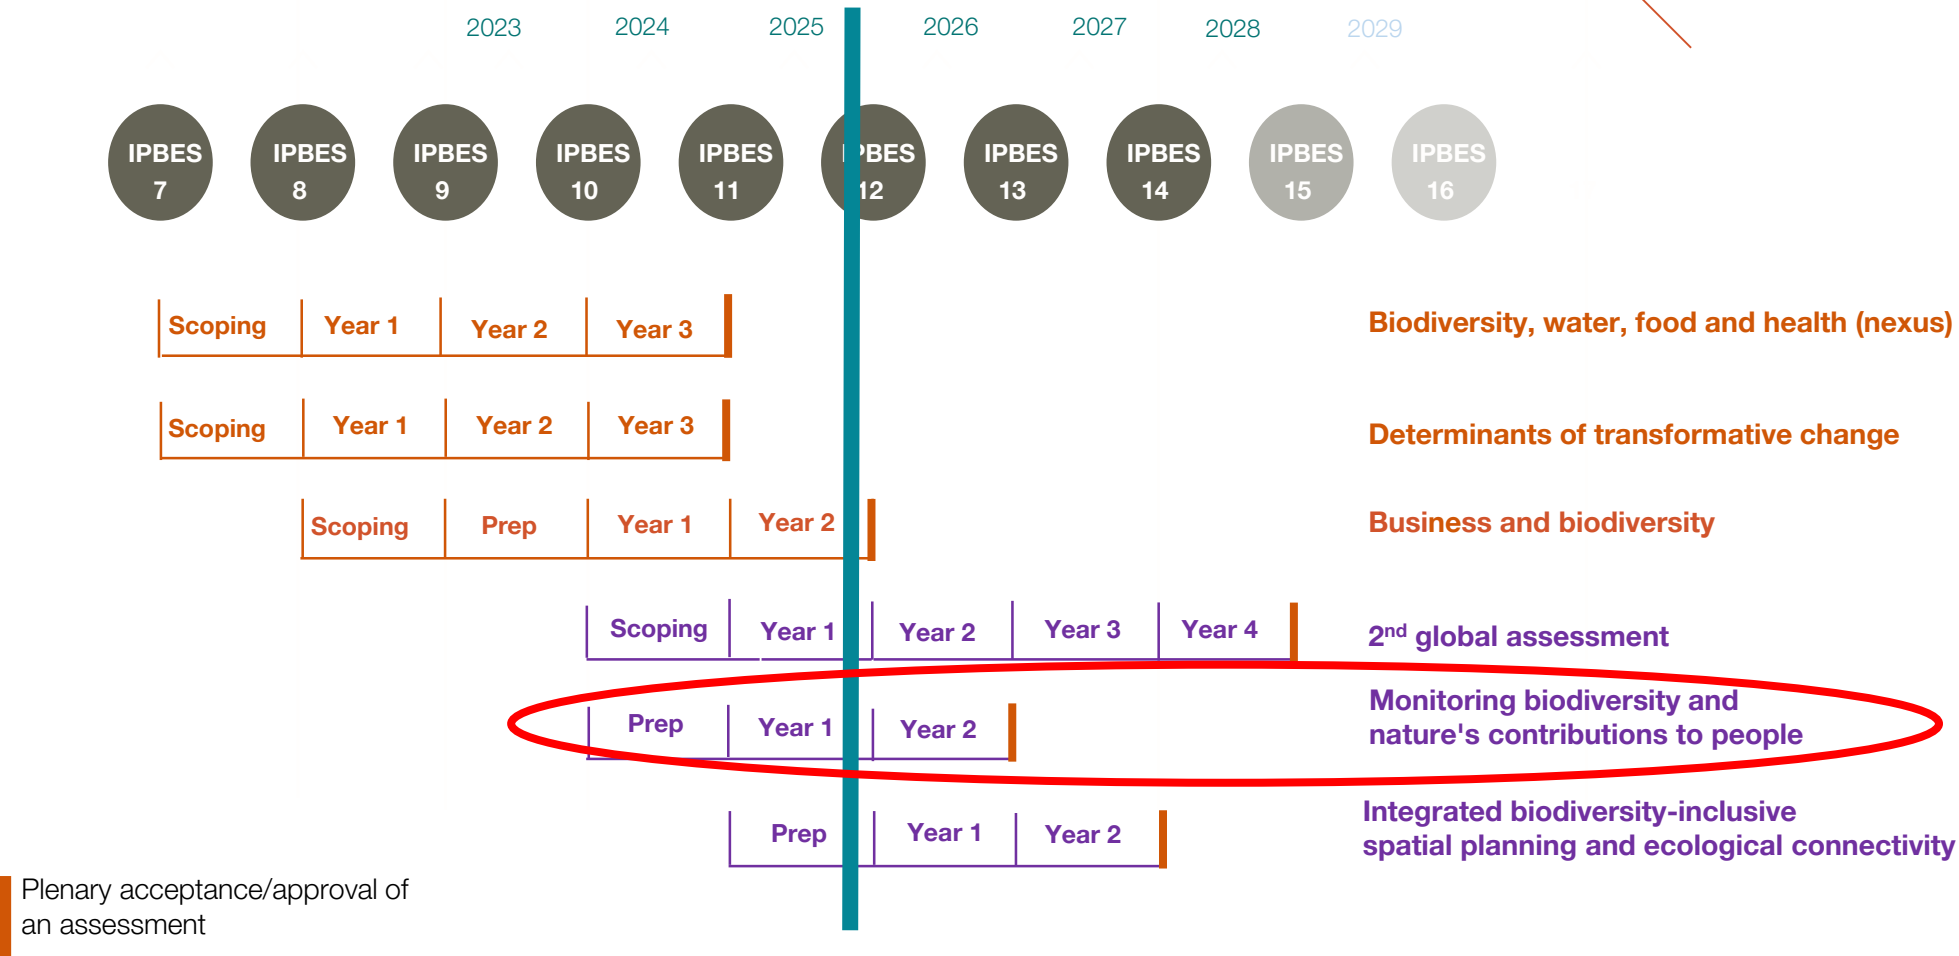 2023 2024 2025 2026 2027 2028 2029
IPBES IPBES IPBES IPBES IPBES IPBES IPBES IPBES IPBES IPBES
7 8 9 10 11 12 13 14 15 16
Scoping Year 1 Year 2 Year 3 Biodiversity, water, food and health (nexus)
Scoping Year 1 Year 2 Year 3 Determinants of transformative change
Scoping Prep Year 1 Year 2 Business and biodiversity
Scoping Year 1 Year 2 Year 3 Year 4 2nd global assessment
Prep Year 1 Year 2 Monitoring biodiversity and
nature's contributions to people
Prep Year 1 Year 2 Integrated biodiversity-inclusive
spatial planning and ecological connectivity
Plenary acceptance/approval of
an assessment